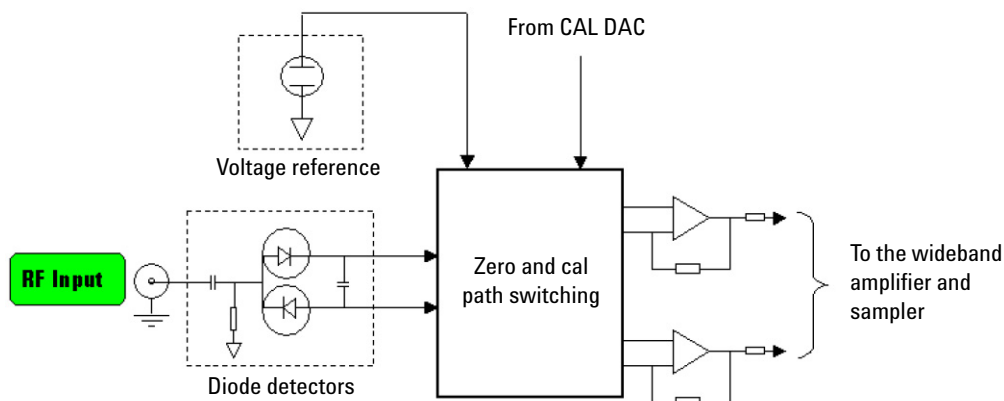 From CAL DAC
Voltage reference
RF Input
Zero and cal
path switching
To the wideband
amplifier and
sampler
Diode detectors